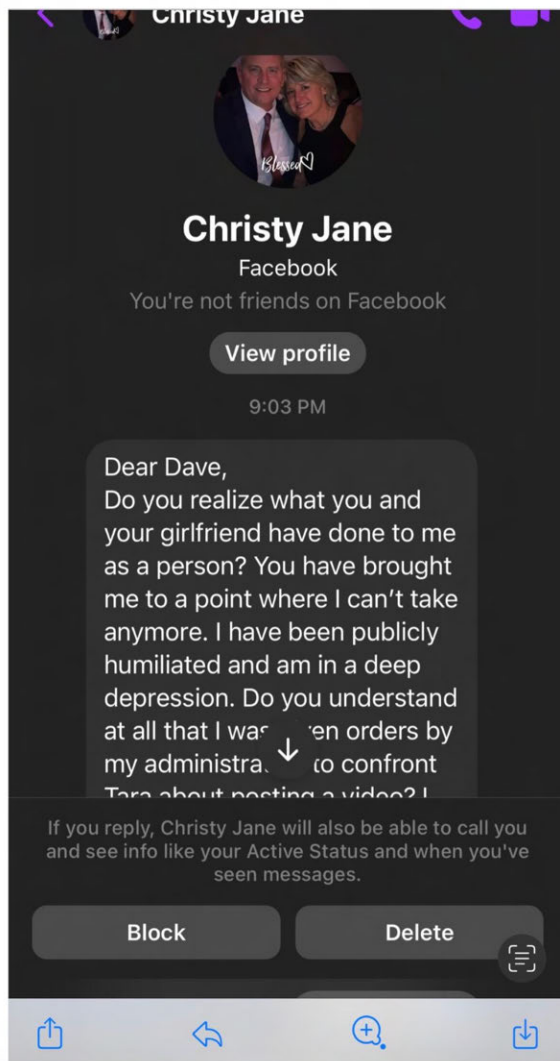 Christy Jane
Blessed
Christy Jane
Facebook
You're not friends on Facebook
View profile
9:03 PM
Dear Dave,
Do you realize what you and
your girlfriend have done to me
as a person? You have brought
me to a point where I can't take
anymore. I have been publicly
humiliated and am in a deep
depression. Do you understand
at all that I was en orders by
my administra to confront
Tara about posting a video? I
If you reply, Christy Jane will also be able to call you
and see info like your Active Status and when you've
seen messages.
Block
Delete